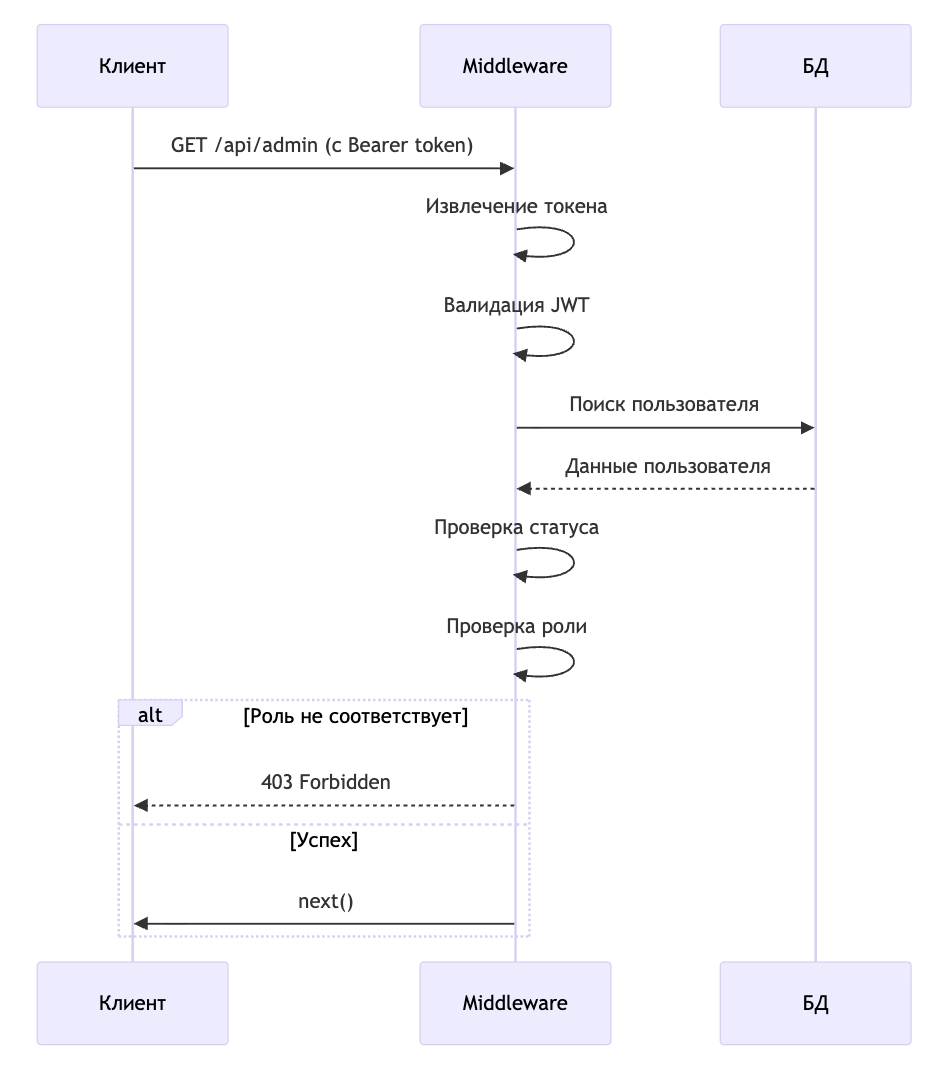 Клиент
Middleware
БД
GET /api/admin (с Bearer token)
Извлечение токена
Валидация JWT
Поиск пользователя
Данные пользователя
Проверка статуса
Проверка роли
alt
[Роль не соответствует]
403 Forbidden
[Успех]
next()
Клиент
Middleware
БД